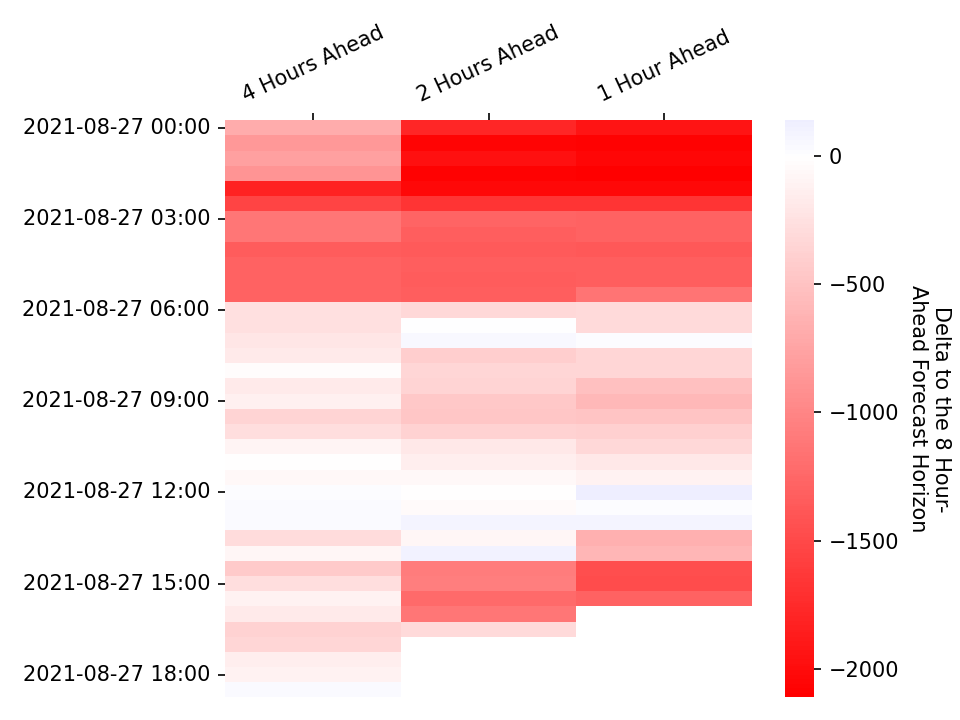 4 Hours Ahead
2 Hours Ahead
1 Hour Ahead
2021-08-27 00:00
2021-08-27 03:00
2021-08-27 06:00
2021-08-27 09:00
2021-08-27 12:00
2021-08-27 15:00
2021-08-27 18:00
0
−500
−1000
−1500
−2000
Delta to the 8 Hour-
Ahead Forecast Horizon